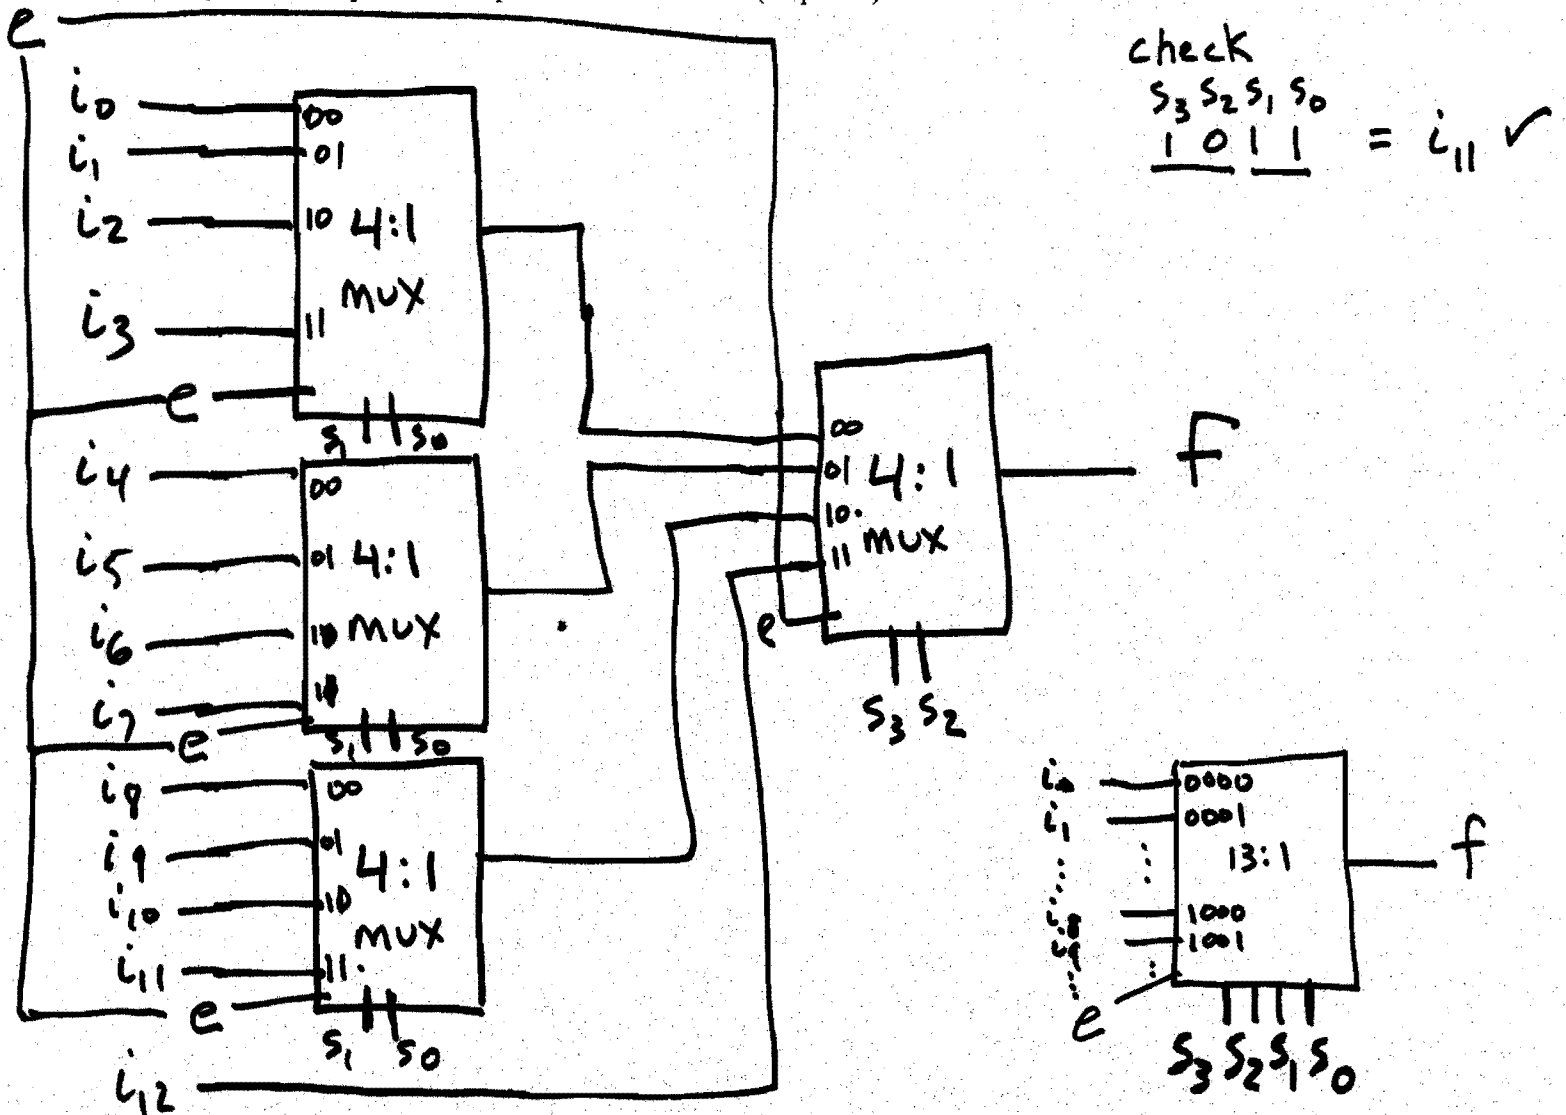 e
check
s3 s2 s1 s0
1 0 1 1 = i11 ✓
i0 00
i1 01
i2 10
4:1
mux
i3 11
e
s1 s0
i4 00
i5 01
4:1
mux
i6 10
i7
e
s1 s0
i8 00
i9 01
4:1
mux
i10 10
i11 11
e
s1 s0
i12
00
01
10
11
4:1
mux
e
s3 s2
f
i0 0000
i1 0001
13:1
f
i8 1000
i9 1001
e
s3 s2 s1 s0